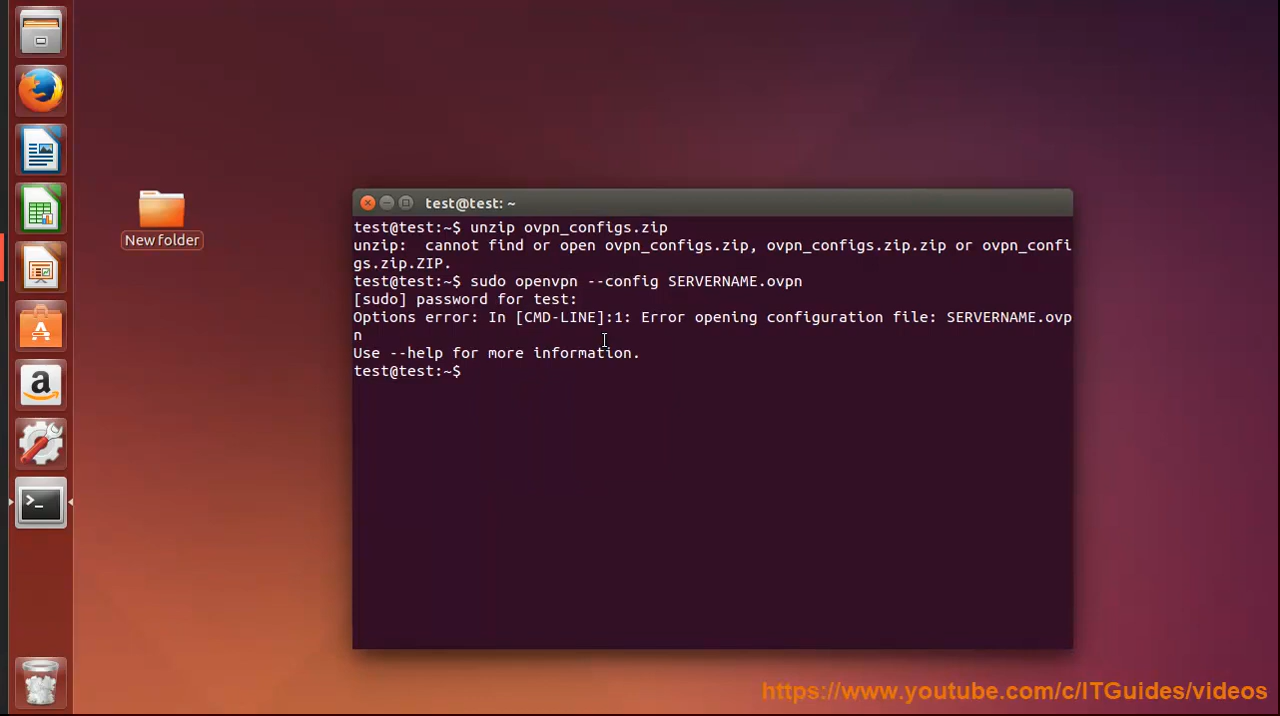 New folder
test@test: ~
test@test:~$ unzip ovpn_configs.zip
unzip:  cannot find or open ovpn_configs.zip, ovpn_configs.zip.zip or ovpn_confi
gs.zip.ZIP.
test@test:~$ sudo openvpn --config SERVERNAME.ovpn
[sudo] password for test:
Options error: In [CMD-LINE]:1: Error opening configuration file: SERVERNAME.ovp
n
Use --help for more information.
test@test:~$
https://www.youtube.com/c/ITGuides/videos